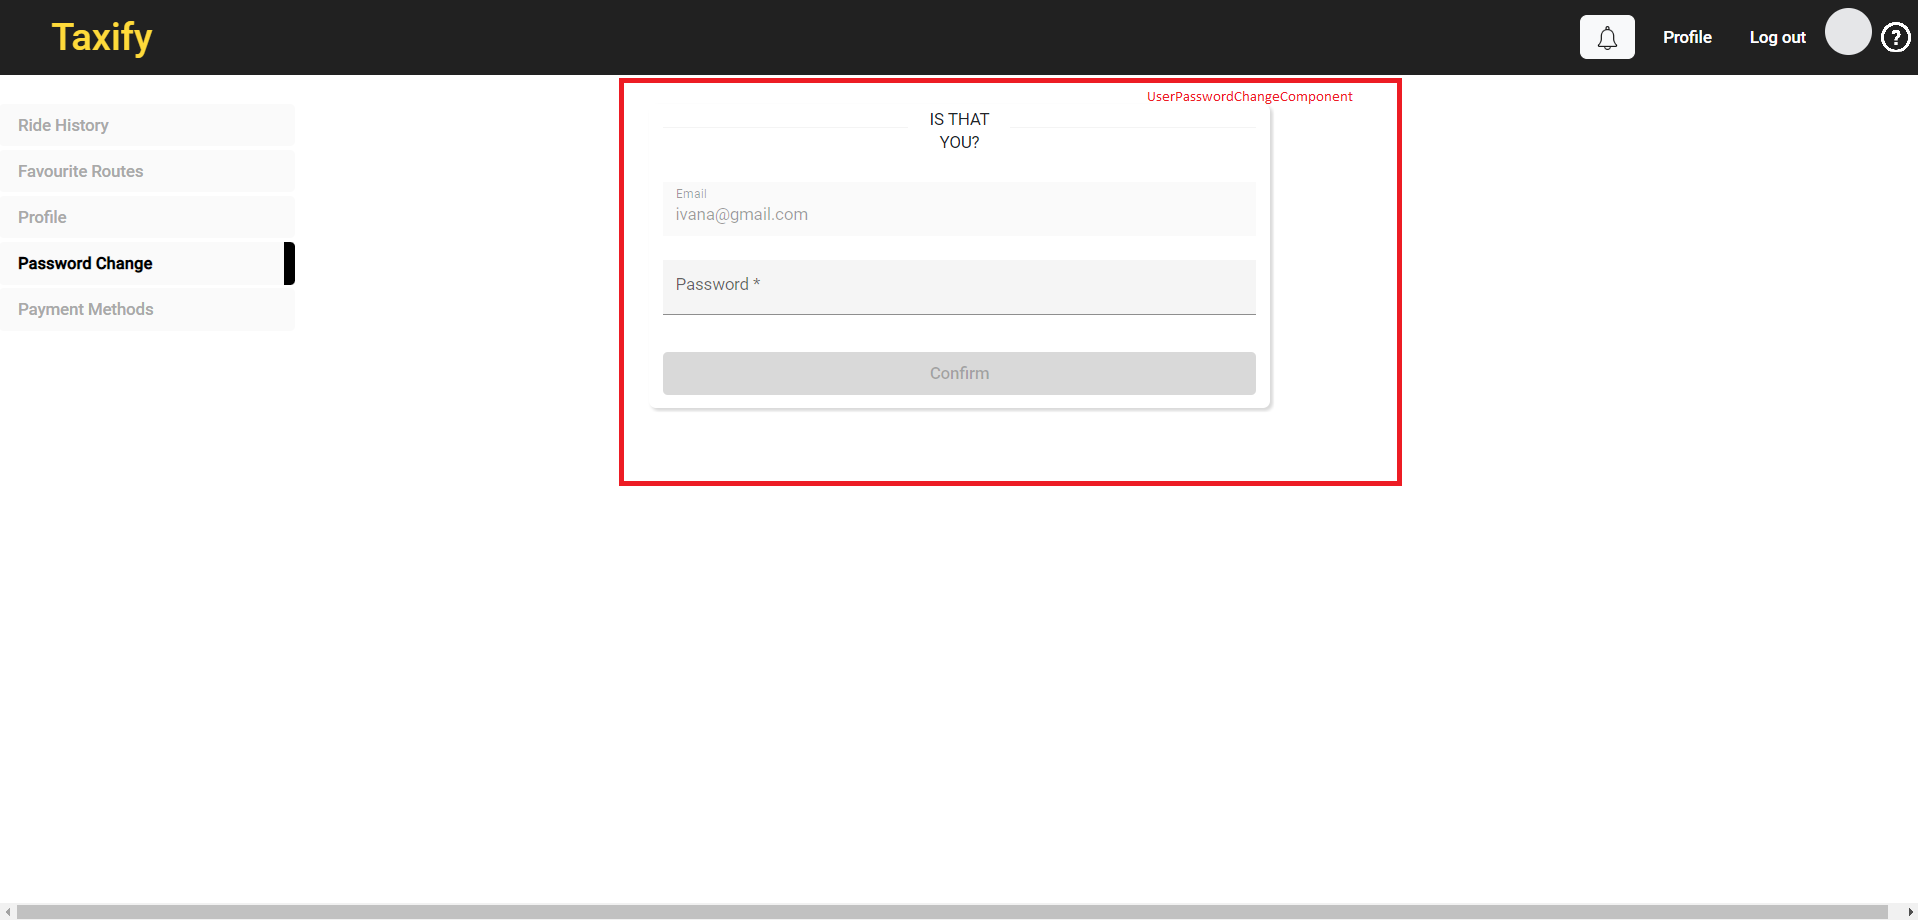 Taxify
Profile
Log out
?
Ride History
Favourite Routes
Profile
Password Change
Payment Methods
UserPasswordChangeComponent
IS THAT
YOU?
Email
ivana@gmail.com
Password *
Confirm